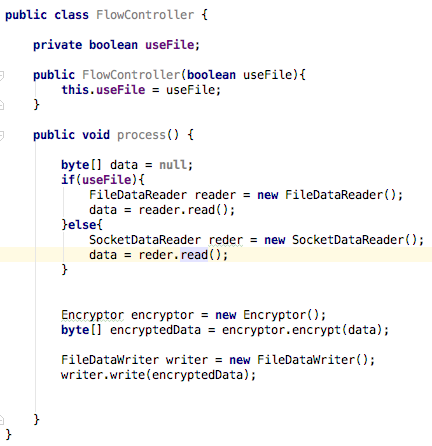 public class FlowController {
private boolean useFile;
public FlowController(boolean useFile){
this.useFile = useFile;
}
public void process() {
byte[] data = null;
if(useFile){
FileDataReader reader = new FileDataReader();
data = reader.read();
}else{
SocketDataReader reder = new SocketDataReader();
data = reder.read();
}
Encryptor encryptor = new Encryptor();
byte[] encryptedData = encryptor.encrypt(data);
FileDataWriter writer = new FileDataWriter();
writer.write(encryptedData);
}
}